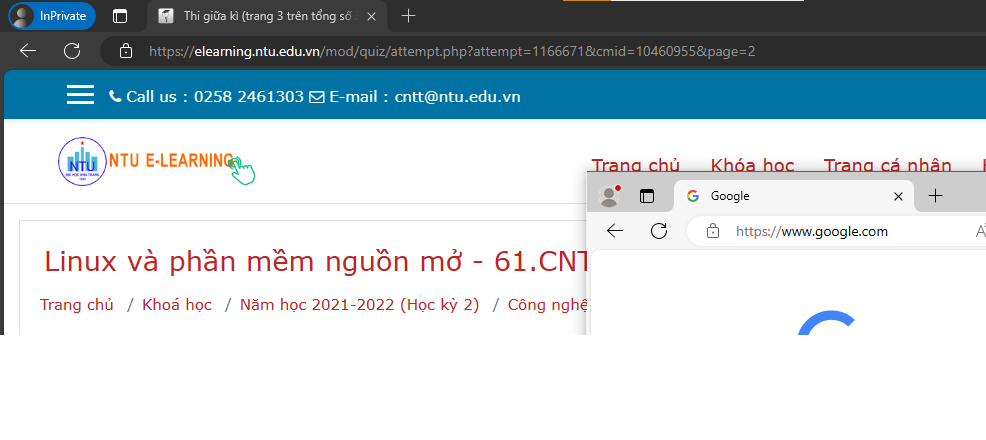 InPrivate
Thi giữa kì (trang 3 trên tổng số
https://elearning.ntu.edu.vn/mod/quiz/attempt.php?attempt=1166671&cmid=10460955&page=2
Call us : 0258 2461303 E-mail : cntt@ntu.edu.vn
NTU
NTU E-LEARNING
Trang chủ Khóa học Trang cá nhân
Google
https://www.google.com
Linux và phần mềm nguồn mở - 61.CNT
Trang chủ / Khoá học / Năm học 2021-2022 (Học kỳ 2) / Công nghệ